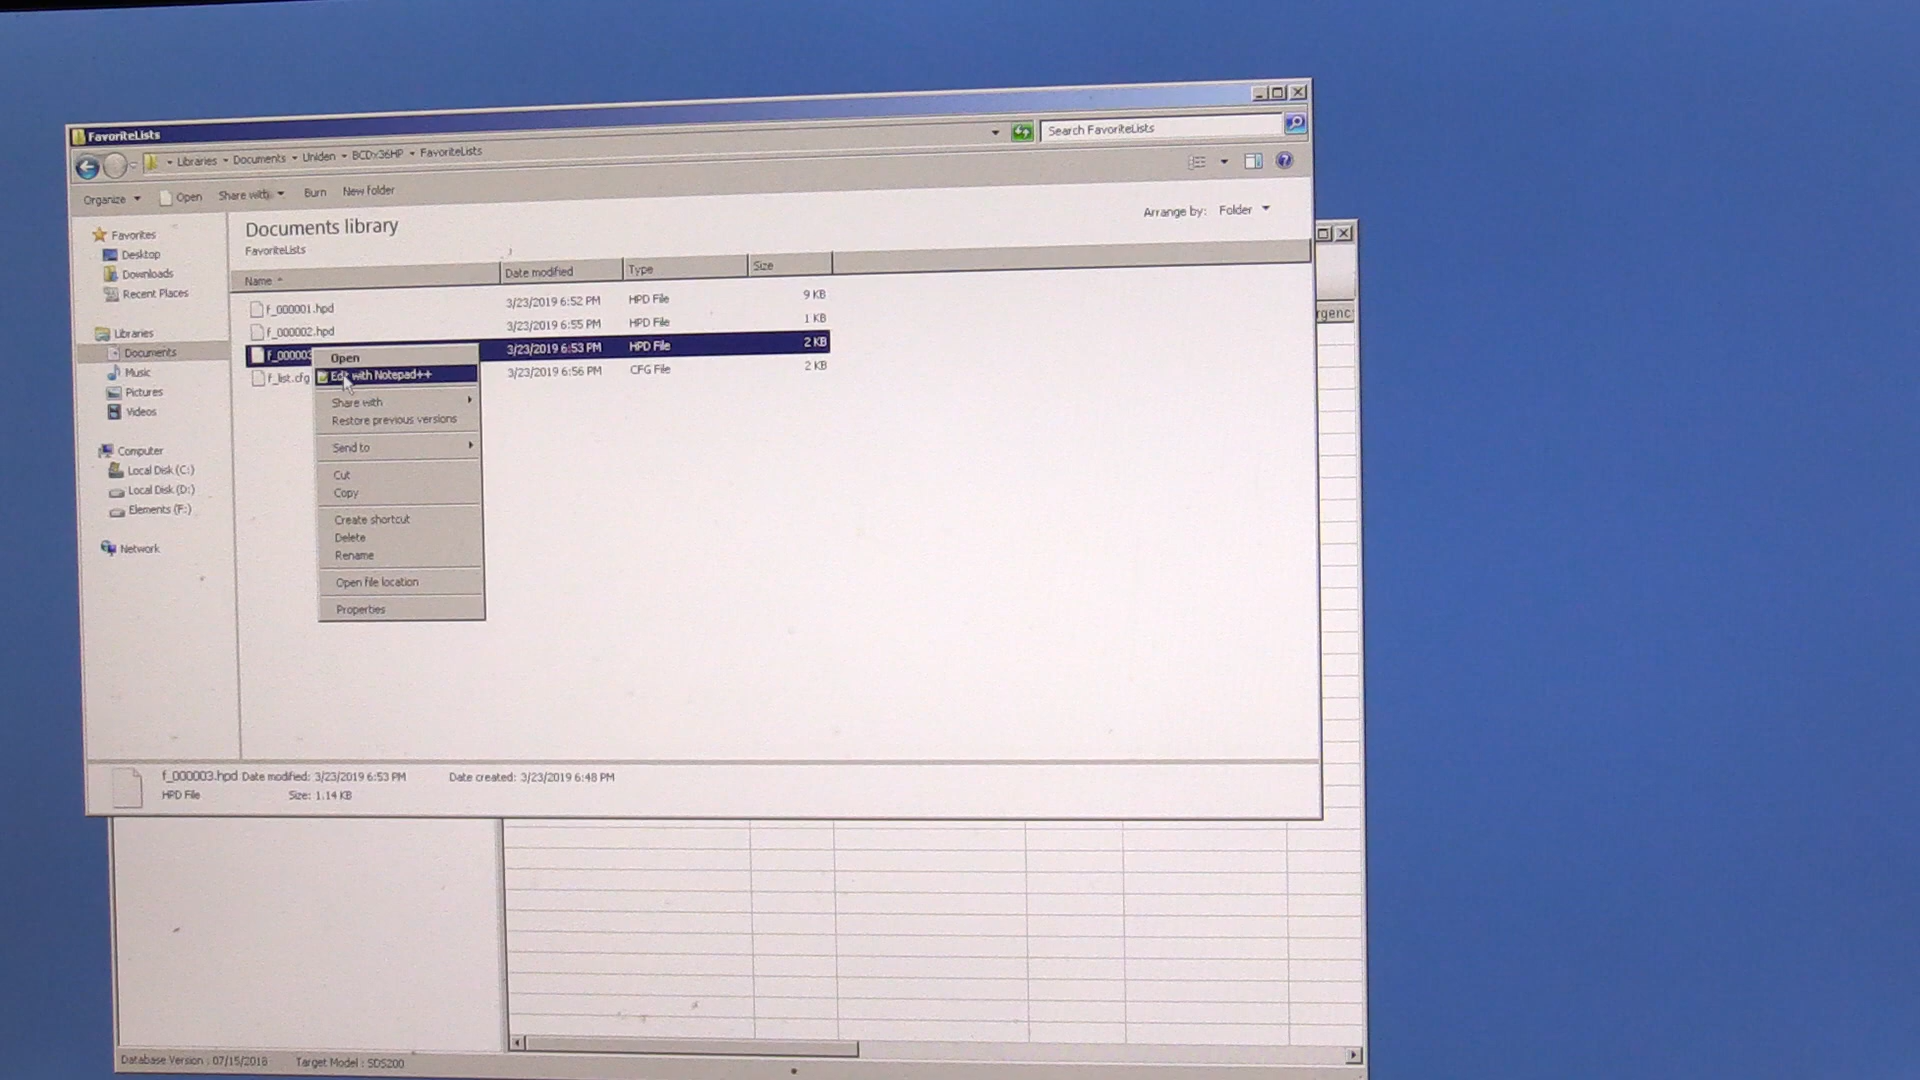 FavoriteLists
Libraries Documents Uniden BCDx36HP FavoriteLists
Search FavoriteLists
Organize Open Share with Burn New folder
Favorites
Desktop
Downloads
Recent Places
Libraries
Documents
Music
Pictures
Videos
Computer
Local Disk (C:)
Local Disk (D:)
Elements (F:)
Network
Documents library
FavoriteLists
Arrange by: Folder
Name Date modified Type Size
f_000001.hpd 3/23/2019 6:52 PM HPD File 9 KB
f_000002.hpd 3/23/2019 6:55 PM HPD File 1 KB
f_000003 3/23/2019 6:53 PM HPD File 2 KB
f_list.cfg 3/23/2019 6:56 PM CFG File 2 KB
Open
Edit with Notepad++
Share with
Restore previous versions
Send to
Cut
Copy
Create shortcut
Delete
Rename
Open file location
Properties
f_000003.hpd Date modified: 3/23/2019 6:53 PM Date created: 3/23/2019 6:48 PM
HPD File Size: 1.14 KB
rgenc
Database Version : 07/15/2018 Target Model : SDS200